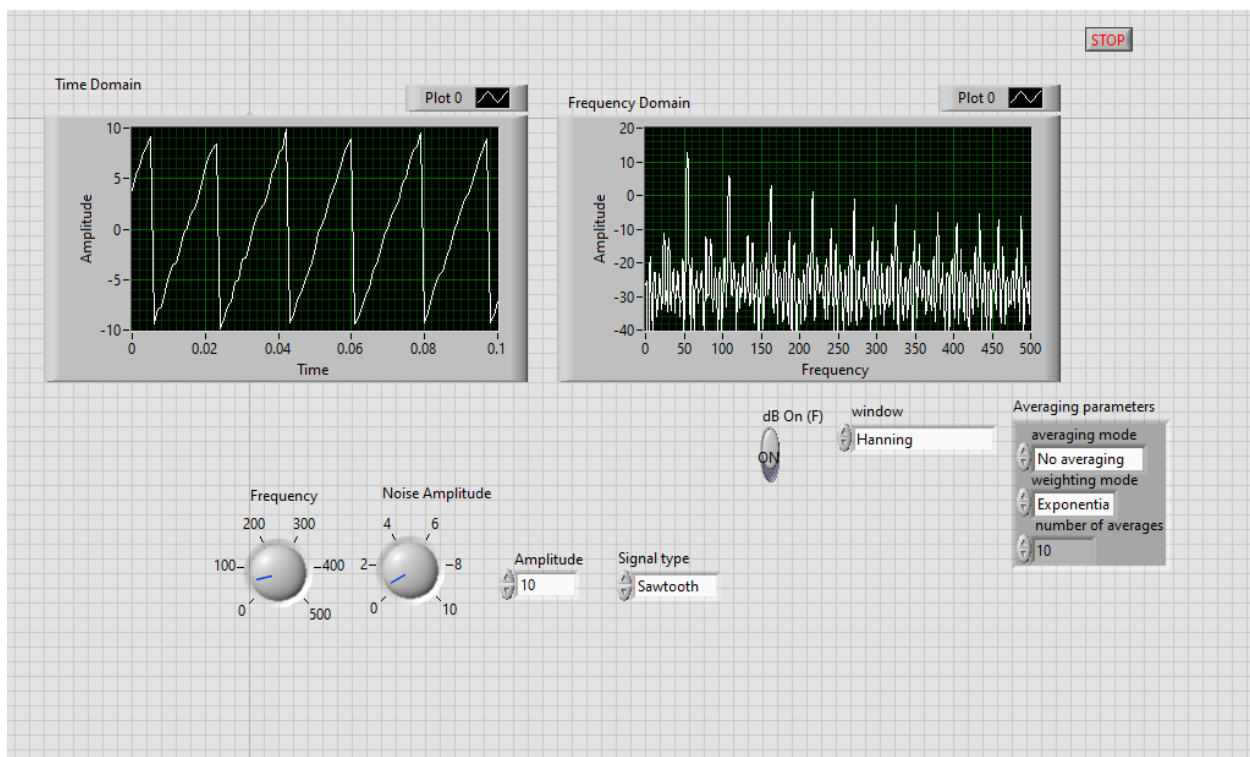 STOP
Time Domain
Plot 0
10
5
0
-5
-10
Amplitude
0 0.02 0.04 0.06 0.08 0.1
Time
Frequency Domain
Plot 0
20
10
0
-10
-20
-30
-40
Amplitude
0 50 100 150 200 250 300 350 400 450 500
Frequency
dB On (F)
ON
window
Hanning
Averaging parameters
averaging mode
No averaging
weighting mode
Exponentia
number of averages
10
Frequency
200 300
100 400
0 500
Noise Amplitude
4 6
2 8
0 10
Amplitude
10
Signal type
Sawtooth